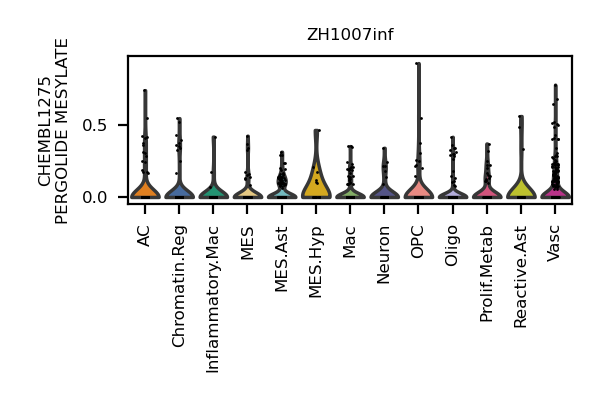 ZH1007inf
CHEMBL1275
PERGOLIDE MESYLATE
0.5
0.0
AC
Chromatin.Reg
Inflammatory.Mac
MES
MES.Ast
MES.Hyp
Mac
Neuron
OPC
Oligo
Prolif.Metab
Reactive.Ast
Vasc